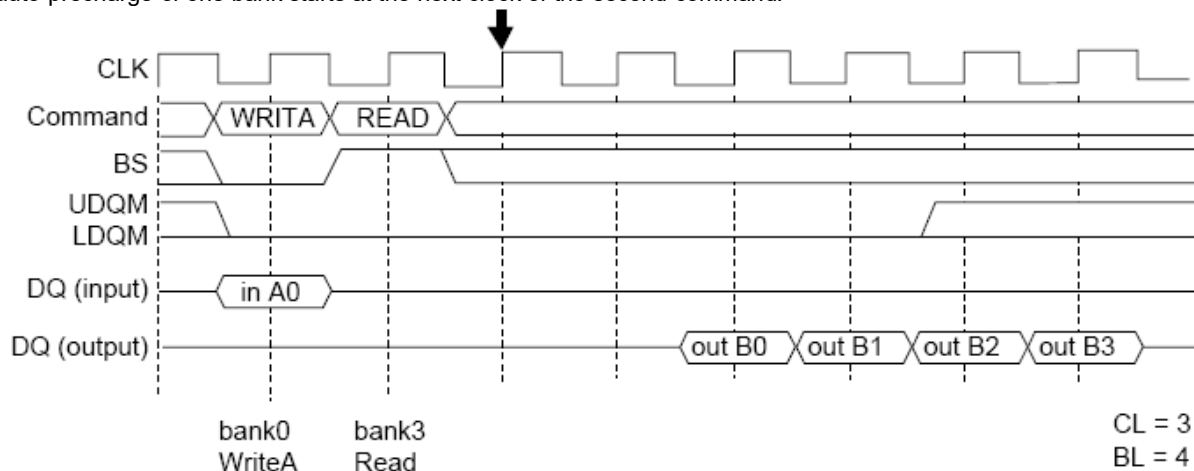 auto precharge of one bank starts at the next clock of the second command.
CLK
Command WRITA READ
BS
UDQM
LDQM
DQ (input) in A0
DQ (output) out B0 out B1 out B2 out B3
bank0 bank3 CL = 3
WriteA Read BL = 4